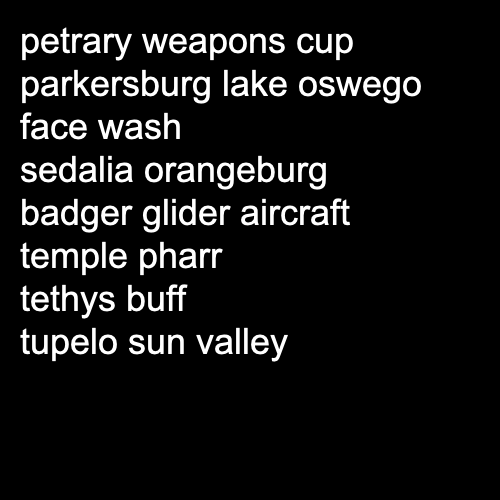 petrary weapons cup
parkersburg lake oswego
face wash
sedalia orangeburg
badger glider aircraft
temple pharr
tethys buff
tupelo sun valley